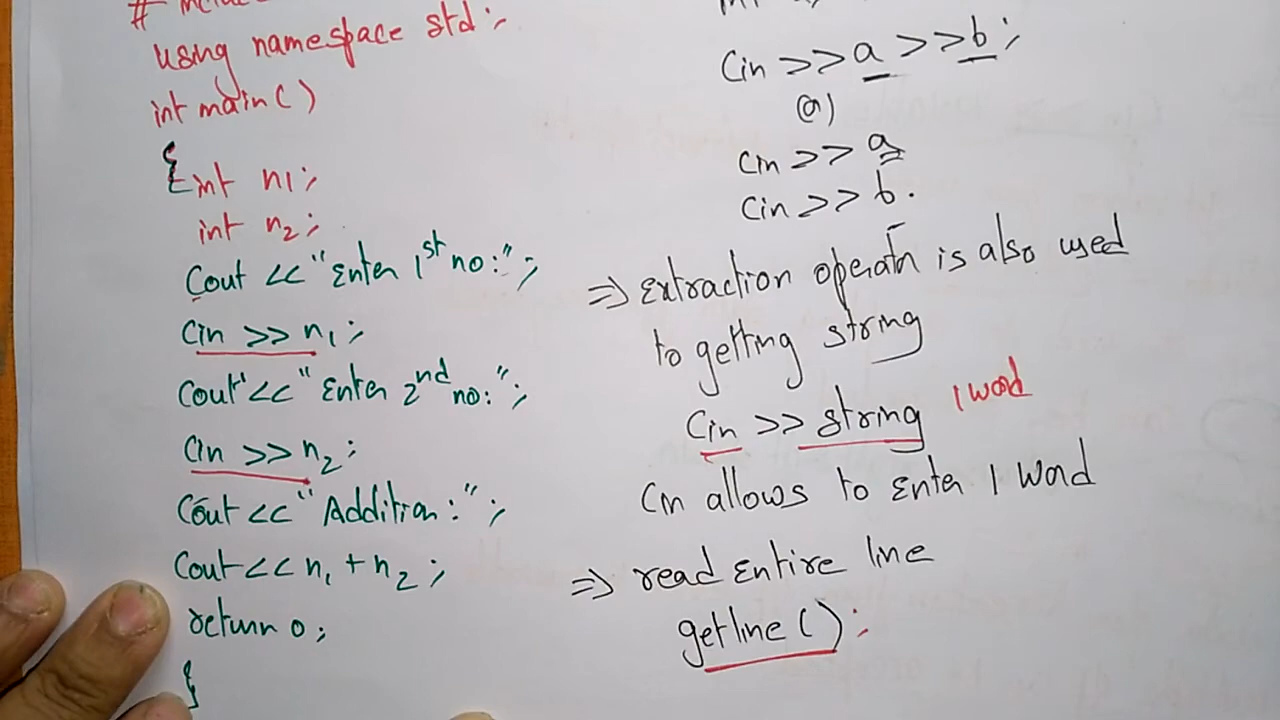 using namespace std;
int main()
{ int n1;
int n2;
Cout << "Enter 1st no:";
Cin >> n1;
Cout << "Enter 2nd no:";
Cin >> n2;
Cout << "Addition:";
Cout << n1 + n2;
return 0;
}
Cin >> a >> b;
Cin >> a
Cin >> b.
⇒ extraction operator is also used
to getting string
Cin >> string 1 word
Cin allows to Enter 1 word
⇒ read Entire line
getline();